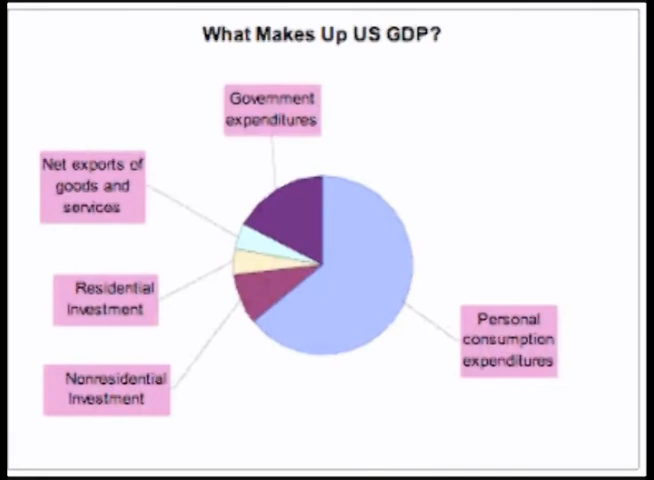 What Makes Up US GDP?
Government
expenditures
Net exports of
goods and
services
Residential
Investment
Nonresidential
Investment
Personal
consumption
expenditures